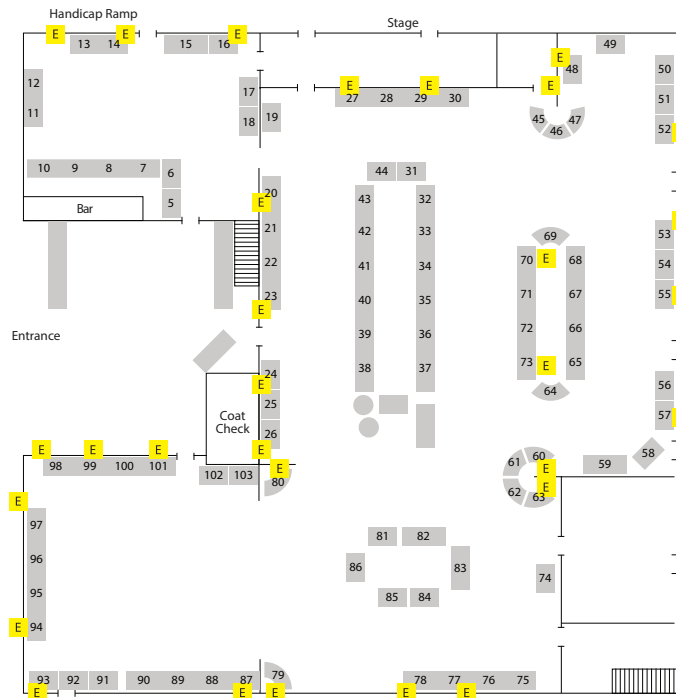 Handicap Ramp
Stage
E E E E
13 14 15 16 49
E 48 50
12 17 E E E 51
11 18 19 27 28 29 30 45 46 47 52 E
10 9 8 7 6 44 31
5 20 43 32
Bar E E
21 42 33 69 53
22 41 34 70 E 68 54
23 40 35 71 67 55 E
E
Entrance 39 36 72 66
24 38 37 73 E 65 56
E
25 64 57 E
Coat
Check
26
E E E E 60 58
98 99 100 101 61 E 59
102 103 E 80 62 63 E
E
97 81 82
96 86 83 74
95 85 84
94 E
93 92 91 90 89 88 87 79 78 77 76 75
E E E E E